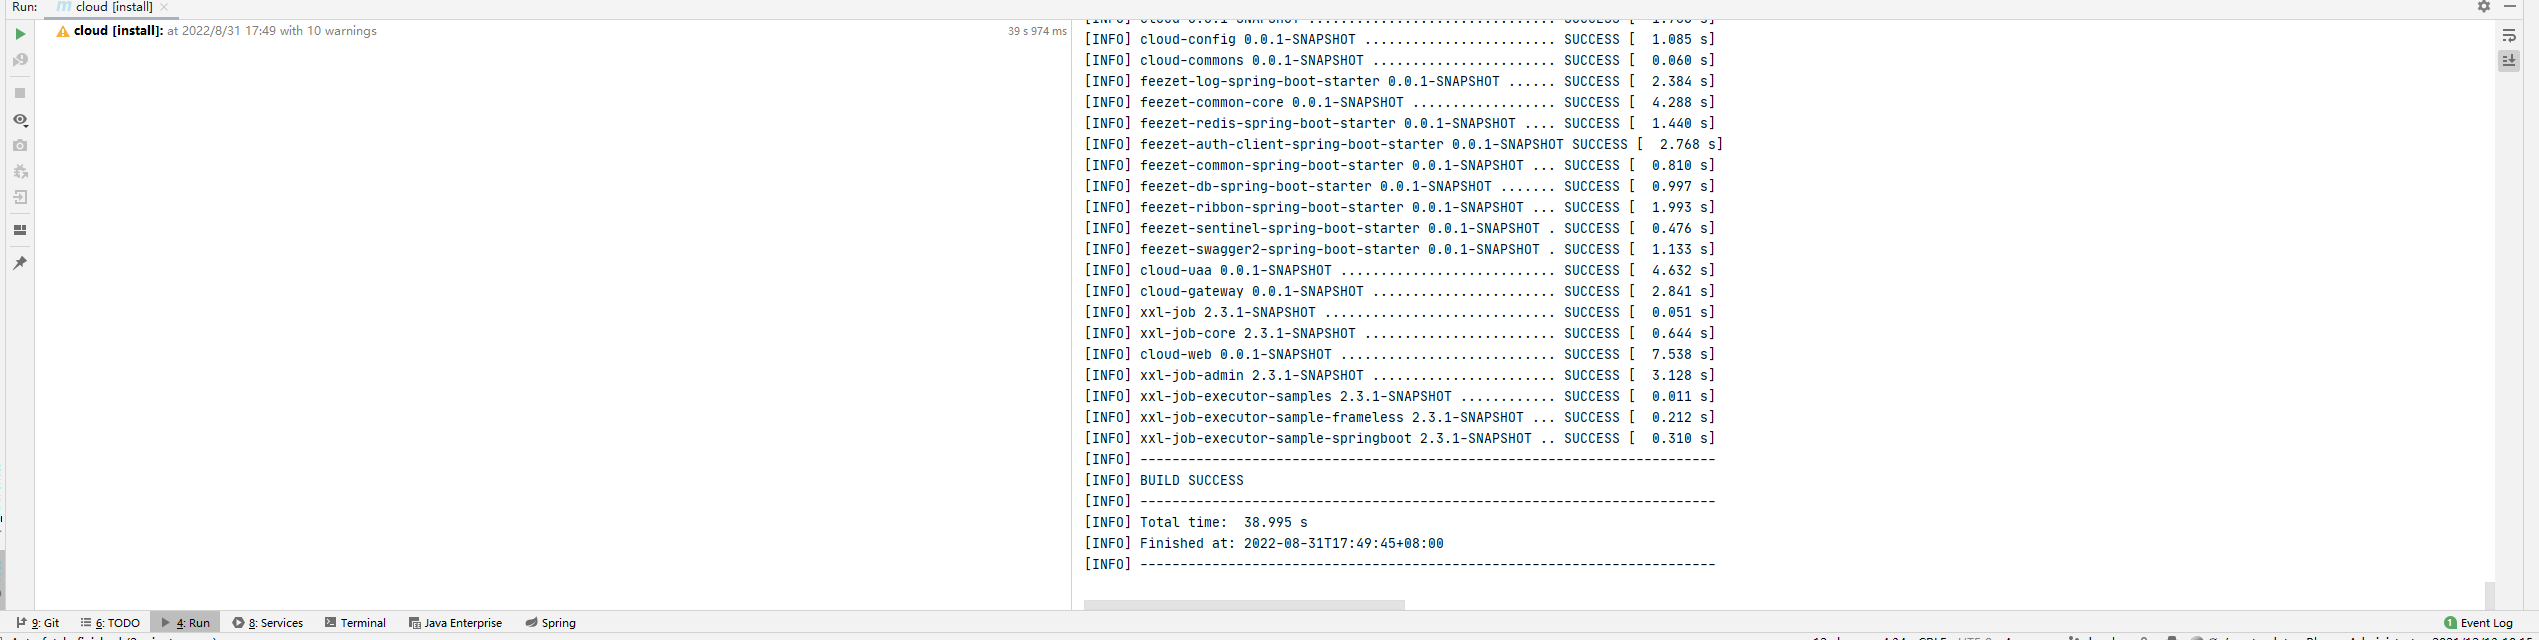 Run: cloud [install]
cloud [install]: at 2022/8/31 17:49 with 10 warnings 39 s 974 ms
[INFO] cloud-config 0.0.1-SNAPSHOT ........................ SUCCESS [  1.085 s]
[INFO] cloud-commons 0.0.1-SNAPSHOT ....................... SUCCESS [  0.060 s]
[INFO] feezet-log-spring-boot-starter 0.0.1-SNAPSHOT ...... SUCCESS [  2.384 s]
[INFO] feezet-common-core 0.0.1-SNAPSHOT .................. SUCCESS [  4.288 s]
[INFO] feezet-redis-spring-boot-starter 0.0.1-SNAPSHOT .... SUCCESS [  1.440 s]
[INFO] feezet-auth-client-spring-boot-starter 0.0.1-SNAPSHOT SUCCESS [  2.768 s]
[INFO] feezet-common-spring-boot-starter 0.0.1-SNAPSHOT ... SUCCESS [  0.810 s]
[INFO] feezet-db-spring-boot-starter 0.0.1-SNAPSHOT ....... SUCCESS [  0.997 s]
[INFO] feezet-ribbon-spring-boot-starter 0.0.1-SNAPSHOT ... SUCCESS [  1.993 s]
[INFO] feezet-sentinel-spring-boot-starter 0.0.1-SNAPSHOT . SUCCESS [  0.476 s]
[INFO] feezet-swagger2-spring-boot-starter 0.0.1-SNAPSHOT . SUCCESS [  1.133 s]
[INFO] cloud-uaa 0.0.1-SNAPSHOT ........................... SUCCESS [  4.632 s]
[INFO] cloud-gateway 0.0.1-SNAPSHOT ....................... SUCCESS [  2.841 s]
[INFO] xxl-job 2.3.1-SNAPSHOT ............................. SUCCESS [  0.051 s]
[INFO] xxl-job-core 2.3.1-SNAPSHOT ........................ SUCCESS [  0.644 s]
[INFO] cloud-web 0.0.1-SNAPSHOT ........................... SUCCESS [  7.538 s]
[INFO] xxl-job-admin 2.3.1-SNAPSHOT ....................... SUCCESS [  3.128 s]
[INFO] xxl-job-executor-samples 2.3.1-SNAPSHOT ............ SUCCESS [  0.011 s]
[INFO] xxl-job-executor-sample-frameless 2.3.1-SNAPSHOT ... SUCCESS [  0.212 s]
[INFO] xxl-job-executor-sample-springboot 2.3.1-SNAPSHOT .. SUCCESS [  0.310 s]
[INFO] ------------------------------------------------------------------------
[INFO] BUILD SUCCESS
[INFO] ------------------------------------------------------------------------
[INFO] Total time:  38.995 s
[INFO] Finished at: 2022-08-31T17:49:45+08:00
[INFO] ------------------------------------------------------------------------
9: Git 6: TODO 4: Run 8: Services Terminal Java Enterprise Spring 1 Event Log